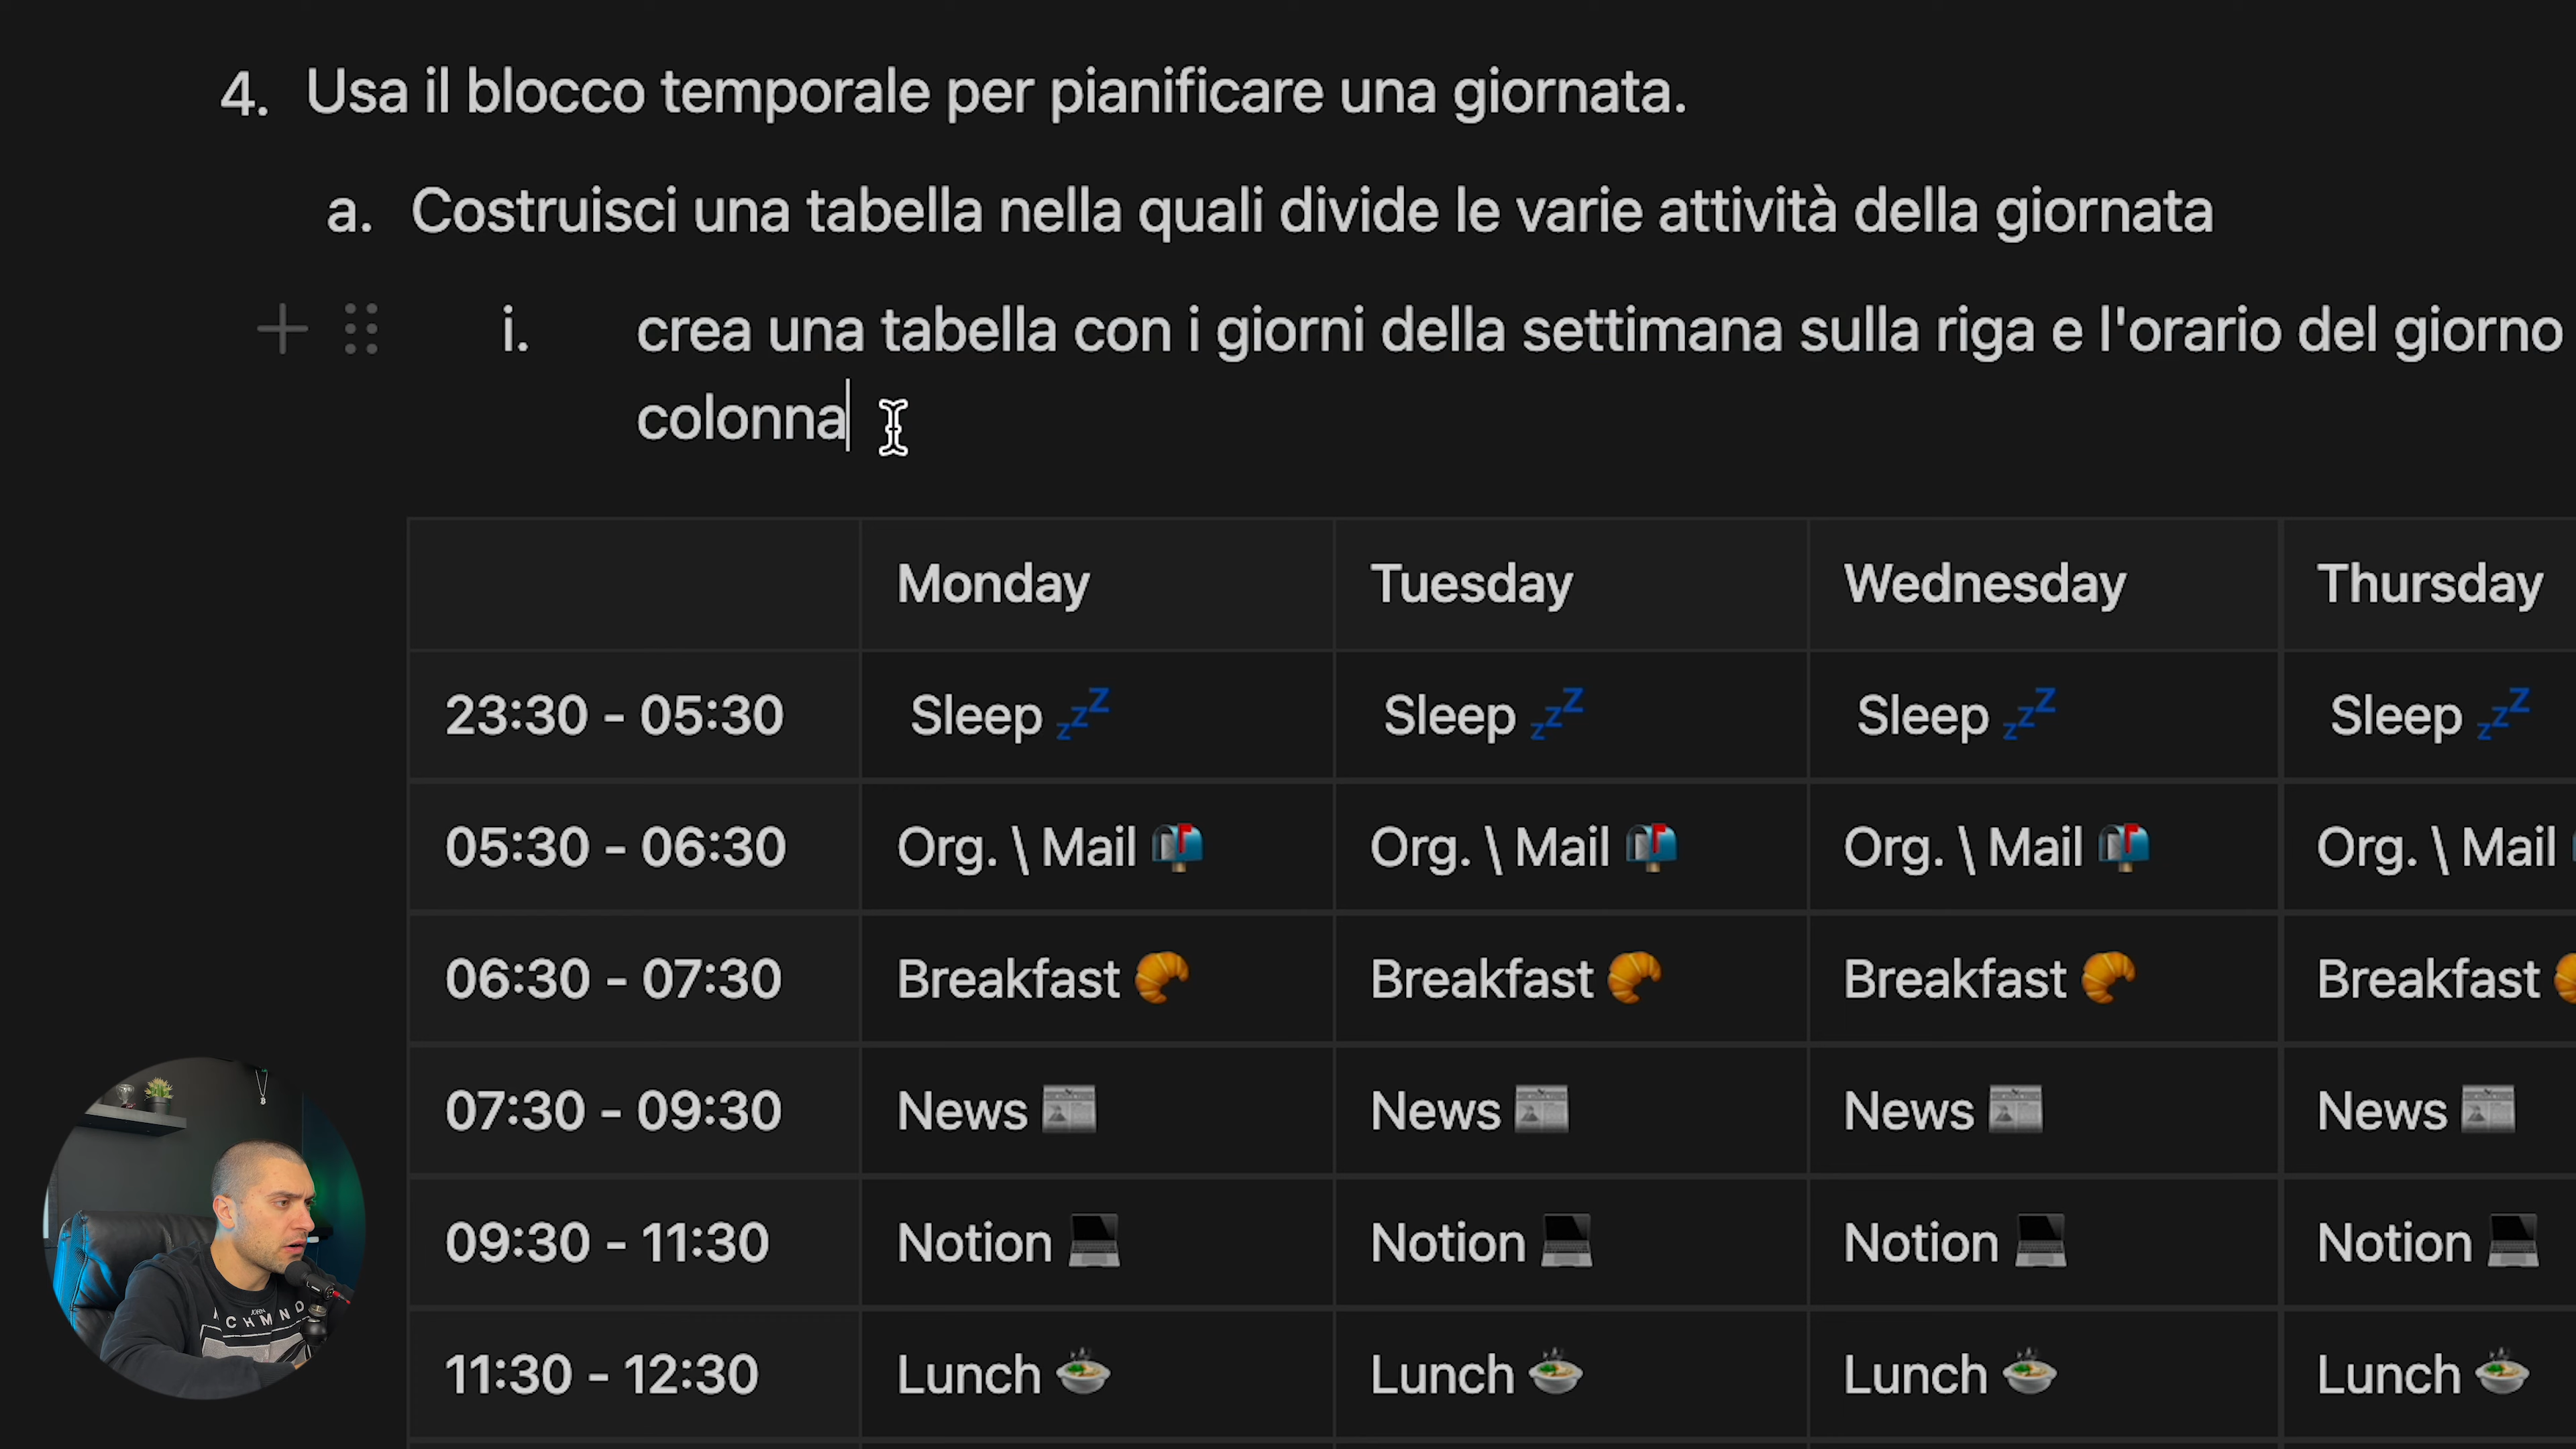 4. Usa il blocco temporale per pianificare una giornata.
a. Costruisci una tabella nella quali divide le varie attività della giornata
i. crea una tabella con i giorni della settimana sulla riga e l'orario del giorno
colonna
Monday Tuesday Wednesday Thursday
23:30 - 05:30 Sleep 💤 Sleep 💤 Sleep 💤 Sleep 💤
05:30 - 06:30 Org. \ Mail 📬 Org. \ Mail 📬 Org. \ Mail 📬 Org. \ Mail
06:30 - 07:30 Breakfast 🥐 Breakfast 🥐 Breakfast 🥐 Breakfast 🥐
07:30 - 09:30 News 📰 News 📰 News 📰 News 📰
09:30 - 11:30 Notion 💻 Notion 💻 Notion 💻 Notion 💻
11:30 - 12:30 Lunch 🍲 Lunch 🍲 Lunch 🍲 Lunch 🍲